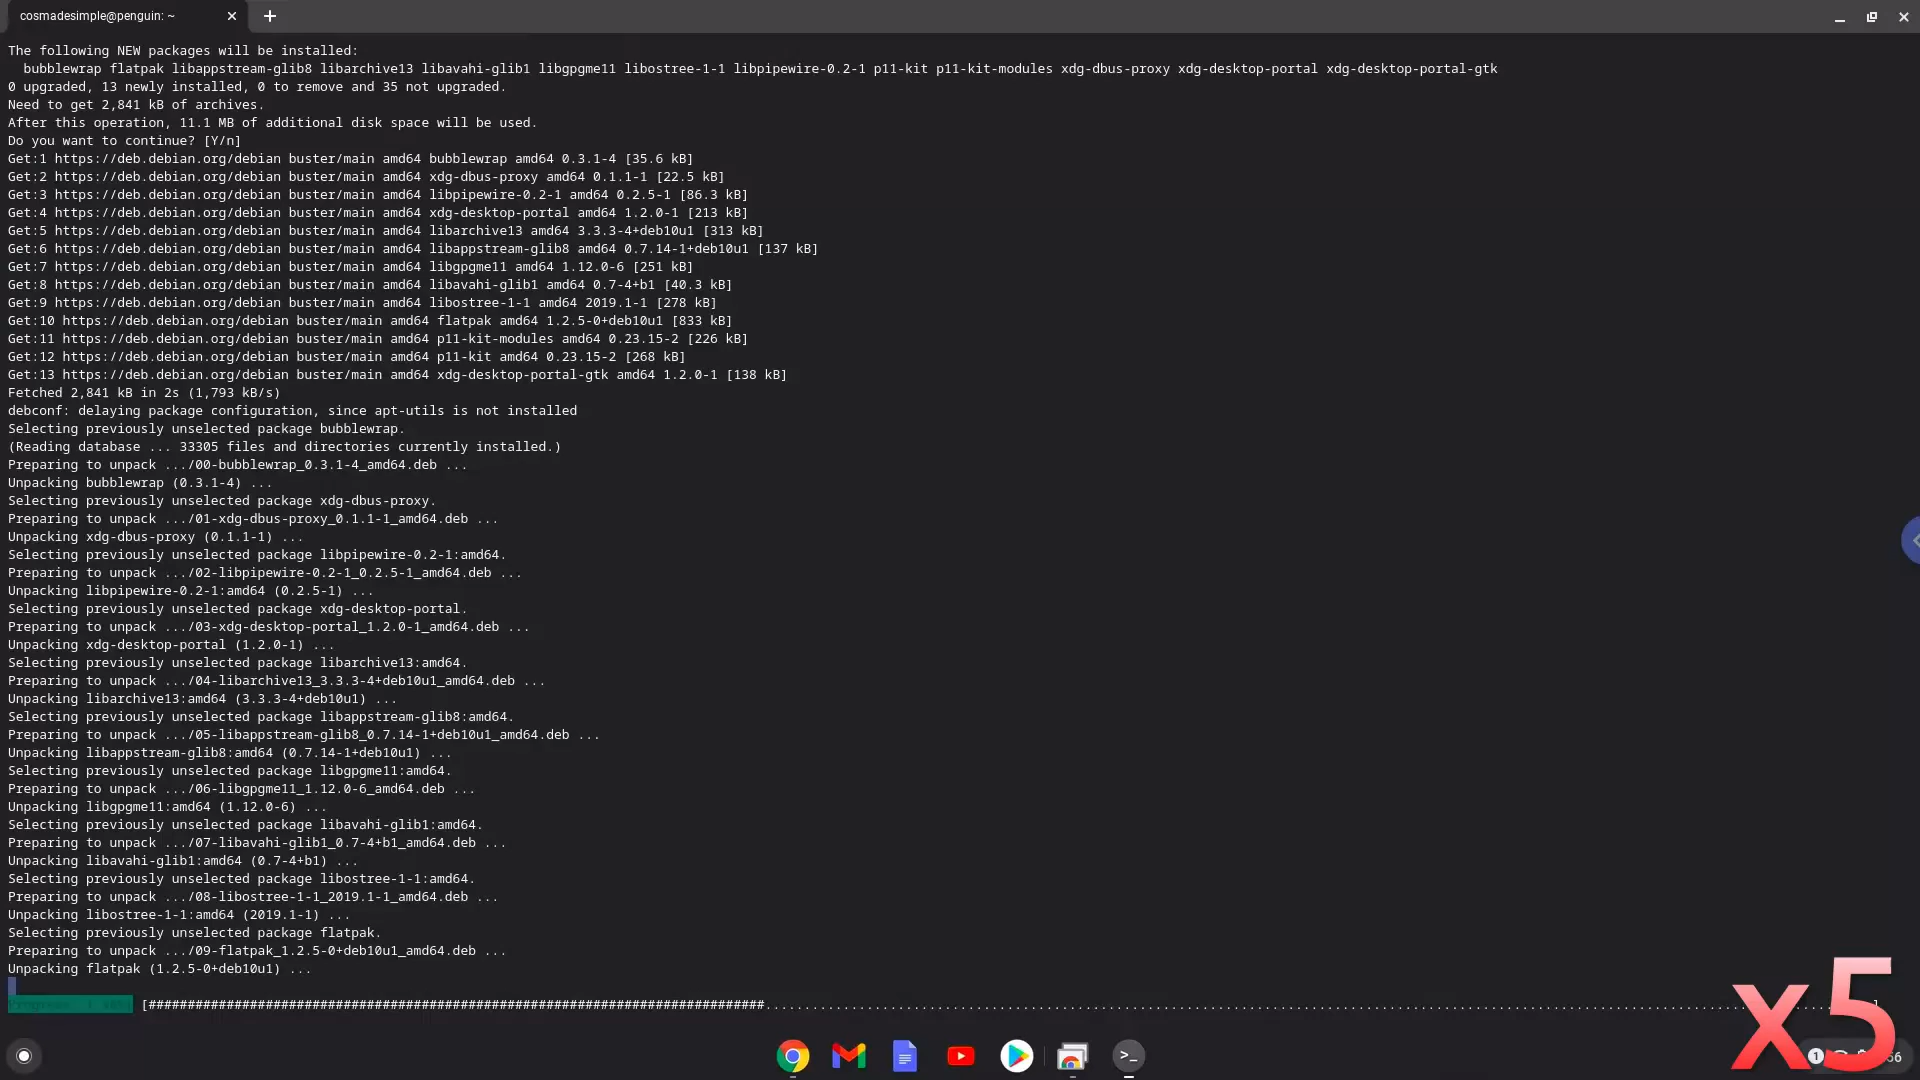 cosmadesimple@penguin: ~
The following NEW packages will be installed:
bubblewrap flatpak libappstream-glib8 libarchive13 libavahi-glib1 libgpgme11 libostree-1-1 libpipewire-0.2-1 p11-kit p11-kit-modules xdg-dbus-proxy xdg-desktop-portal xdg-desktop-portal-gtk
0 upgraded, 13 newly installed, 0 to remove and 35 not upgraded.
Need to get 2,841 kB of archives.
After this operation, 11.1 MB of additional disk space will be used.
Do you want to continue? [Y/n]
Get:1 https://deb.debian.org/debian buster/main amd64 bubblewrap amd64 0.3.1-4 [35.6 kB]
Get:2 https://deb.debian.org/debian buster/main amd64 xdg-dbus-proxy amd64 0.1.1-1 [22.5 kB]
Get:3 https://deb.debian.org/debian buster/main amd64 libpipewire-0.2-1 amd64 0.2.5-1 [86.3 kB]
Get:4 https://deb.debian.org/debian buster/main amd64 xdg-desktop-portal amd64 1.2.0-1 [213 kB]
Get:5 https://deb.debian.org/debian buster/main amd64 libarchive13 amd64 3.3.3-4+deb10u1 [313 kB]
Get:6 https://deb.debian.org/debian buster/main amd64 libappstream-glib8 amd64 0.7.14-1+deb10u1 [137 kB]
Get:7 https://deb.debian.org/debian buster/main amd64 libgpgme11 amd64 1.12.0-6 [251 kB]
Get:8 https://deb.debian.org/debian buster/main amd64 libavahi-glib1 amd64 0.7-4+b1 [40.3 kB]
Get:9 https://deb.debian.org/debian buster/main amd64 libostree-1-1 amd64 2019.1-1 [278 kB]
Get:10 https://deb.debian.org/debian buster/main amd64 flatpak amd64 1.2.5-0+deb10u1 [833 kB]
Get:11 https://deb.debian.org/debian buster/main amd64 p11-kit-modules amd64 0.23.15-2 [226 kB]
Get:12 https://deb.debian.org/debian buster/main amd64 p11-kit amd64 0.23.15-2 [268 kB]
Get:13 https://deb.debian.org/debian buster/main amd64 xdg-desktop-portal-gtk amd64 1.2.0-1 [138 kB]
Fetched 2,841 kB in 2s (1,793 kB/s)
debconf: delaying package configuration, since apt-utils is not installed
Selecting previously unselected package bubblewrap.
(Reading database ... 33305 files and directories currently installed.)
Preparing to unpack .../00-bubblewrap_0.3.1-4_amd64.deb ...
Unpacking bubblewrap (0.3.1-4) ...
Selecting previously unselected package xdg-dbus-proxy.
Preparing to unpack .../01-xdg-dbus-proxy_0.1.1-1_amd64.deb ...
Unpacking xdg-dbus-proxy (0.1.1-1) ...
Selecting previously unselected package libpipewire-0.2-1:amd64.
Preparing to unpack .../02-libpipewire-0.2-1_0.2.5-1_amd64.deb ...
Unpacking libpipewire-0.2-1:amd64 (0.2.5-1) ...
Selecting previously unselected package xdg-desktop-portal.
Preparing to unpack .../03-xdg-desktop-portal_1.2.0-1_amd64.deb ...
Unpacking xdg-desktop-portal (1.2.0-1) ...
Selecting previously unselected package libarchive13:amd64.
Preparing to unpack .../04-libarchive13_3.3.3-4+deb10u1_amd64.deb ...
Unpacking libarchive13:amd64 (3.3.3-4+deb10u1) ...
Selecting previously unselected package libappstream-glib8:amd64.
Preparing to unpack .../05-libappstream-glib8_0.7.14-1+deb10u1_amd64.deb ...
Unpacking libappstream-glib8:amd64 (0.7.14-1+deb10u1) ...
Selecting previously unselected package libgpgme11:amd64.
Preparing to unpack .../06-libgpgme11_1.12.0-6_amd64.deb ...
Unpacking libgpgme11:amd64 (1.12.0-6) ...
Selecting previously unselected package libavahi-glib1:amd64.
Preparing to unpack .../07-libavahi-glib1_0.7-4+b1_amd64.deb ...
Unpacking libavahi-glib1:amd64 (0.7-4+b1) ...
Selecting previously unselected package libostree-1-1:amd64.
Preparing to unpack .../08-libostree-1-1_2019.1-1_amd64.deb ...
Unpacking libostree-1-1:amd64 (2019.1-1) ...
Selecting previously unselected package flatpak.
Preparing to unpack .../09-flatpak_1.2.5-0+deb10u1_amd64.deb ...
Unpacking flatpak (1.2.5-0+deb10u1) ...
x5
1